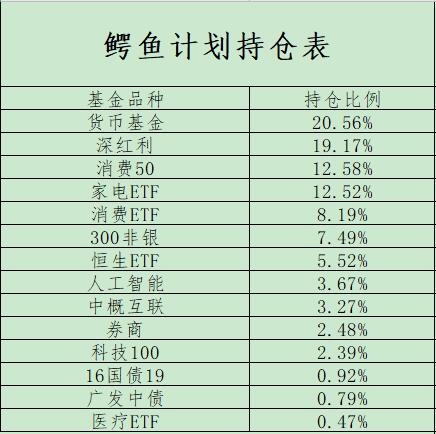 鳄鱼计划持仓表
基金品种 持仓比例
货币基金 20.56%
深红利 19.17%
消费50 12.58%
家电ETF 12.52%
消费ETF 8.19%
300非银 7.49%
恒生ETF 5.52%
人工智能 3.67%
中概互联 3.27%
券商 2.48%
科技100 2.39%
16国债19 0.92%
广发中债 0.79%
医疗ETF 0.47%